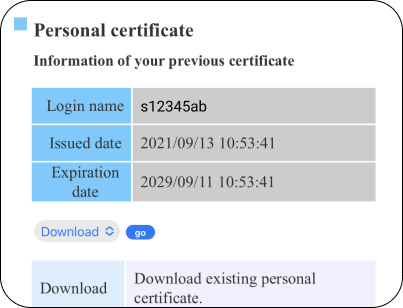 Personal certificate
Information of your previous certificate
Login name s12345ab
Issued date 2021/09/13 10:53:41
Expiration
date 2029/09/11 10:53:41
Download go
Download Download existing personal
certificate.